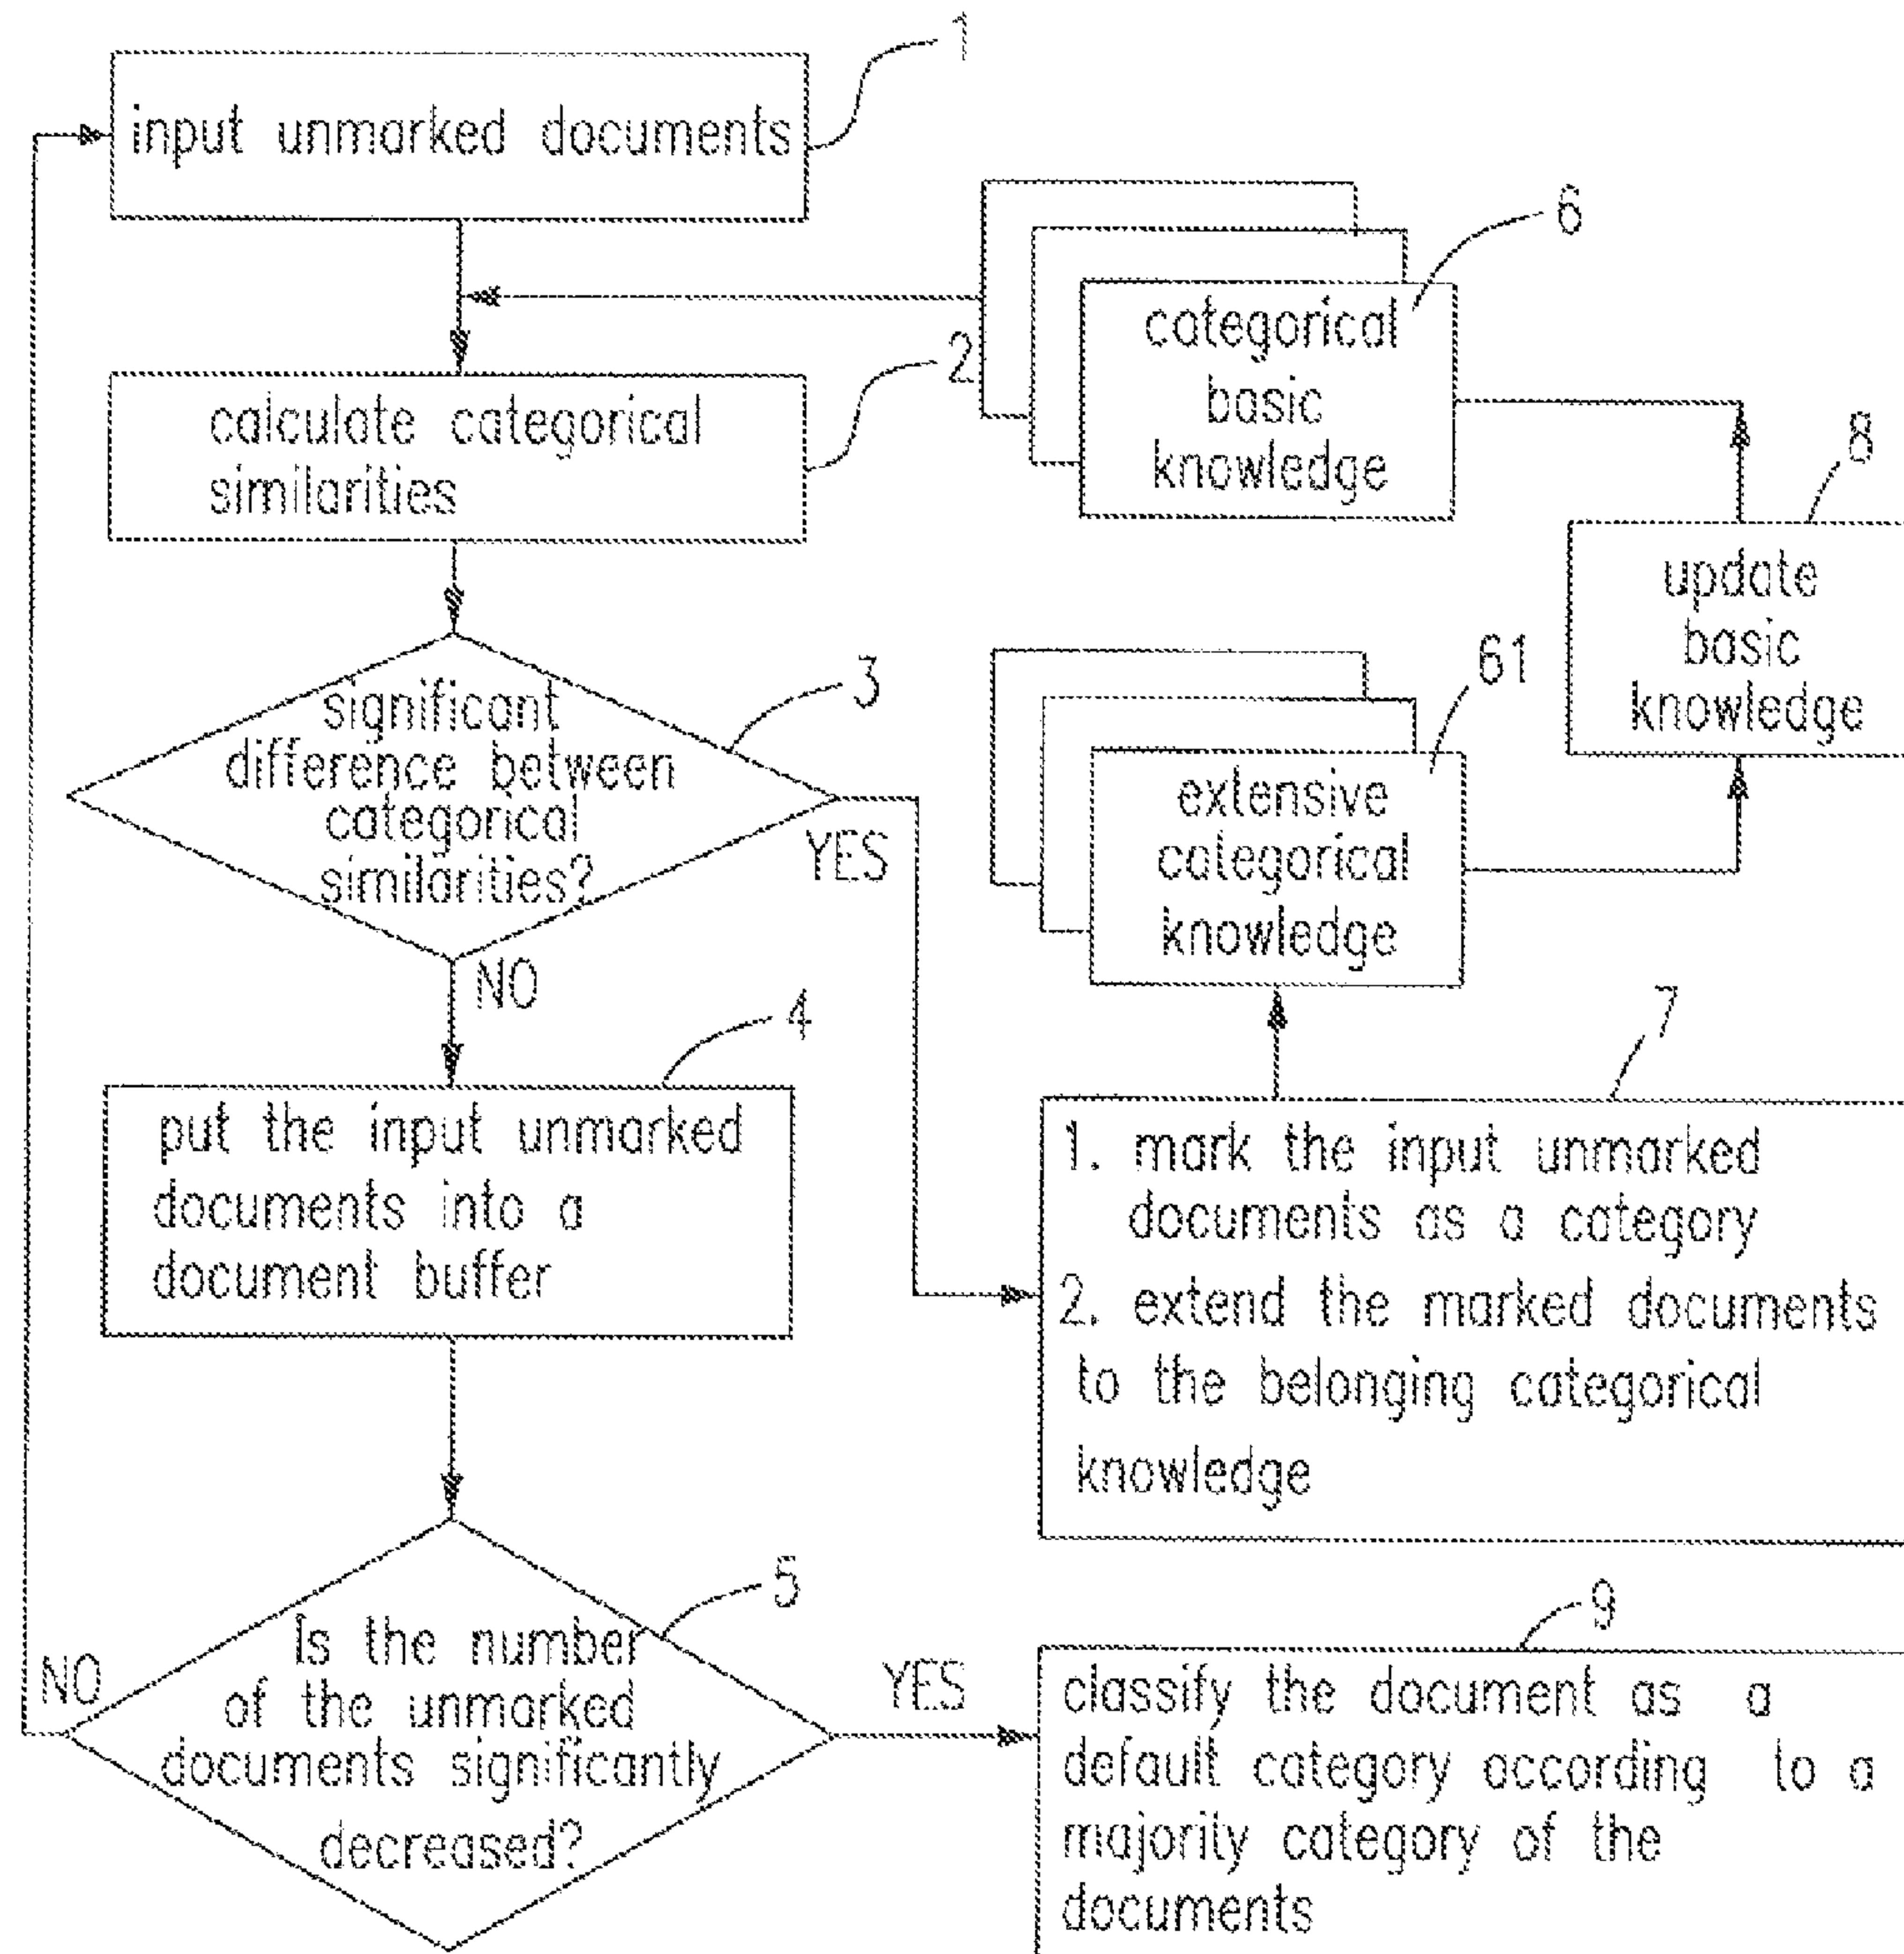 1
input unmarked documents
6
categorical
basic
knowledge
2
calculate categorical
similarities
8
update
basic
knowledge
3
significant
difference between
categorical
similarities?
YES
NO
61
extensive
categorical
knowledge
4
put the input unmarked
documents into a
document buffer
7
1. mark the input unmarked
documents as a category
2. extend the marked documents
to the belonging categorical
knowledge
5
Is the number
of the unmarked
documents significantly
decreased?
NO
YES
9
classify the document as a
default category according to a
majority category of the
documents